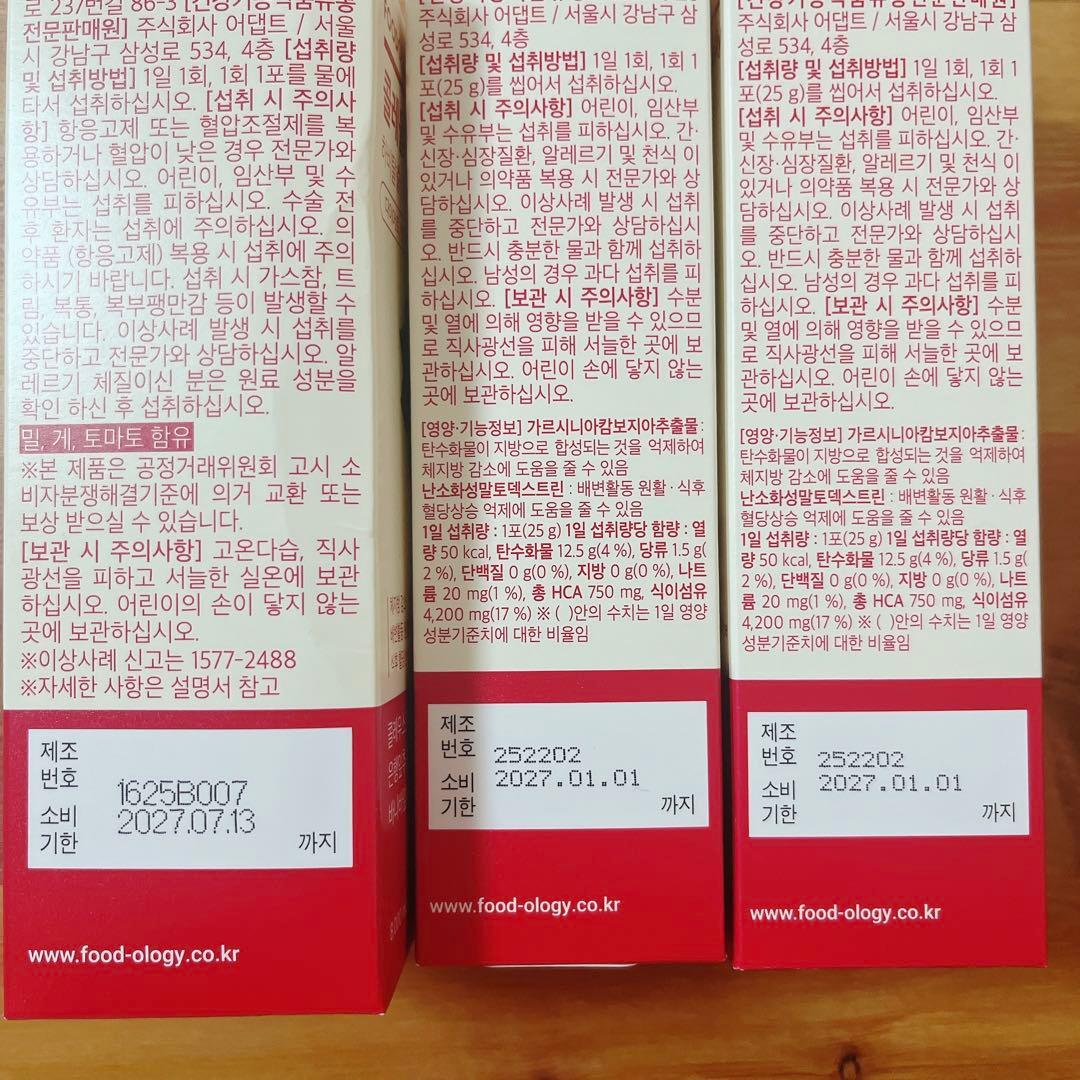 로 237번길 86-3 [건강기능식품유통
전문판매원] 주식회사 어댑트 / 서울
시 강남구 삼성로 534, 4층 [섭취량
및 섭취방법] 1일 1회, 1회 1포를 물에
타서 섭취하십시오. [섭취 시 주의사
항] 항응고제 또는 혈압조절제를 복
용하거나 혈압이 낮은 경우 전문가와
상담하십시오. 어린이, 임산부 및 수
유부는 섭취를 피하십시오. 수술 전
후 환자는 섭취에 주의하십시오. 의
약품 (항응고제) 복용 시 섭취에 주의
하시기 바랍니다. 섭취 시 가스참, 트
림, 복통, 복부팽만감 등이 발생할 수
있습니다. 이상사례 발생 시 섭취를
중단하고 전문가와 상담하십시오. 알
레르기 체질이신 분은 원료 성분을
확인 하신 후 섭취하십시오.
밀, 게, 토마토 함유
※본 제품은 공정거래위원회 고시 소
비자분쟁해결기준에 의거 교환 또는
보상 받으실 수 있습니다.
[보관 시 주의사항] 고온다습, 직사
광선을 피하고 서늘한 실온에 보관
하십시오. 어린이의 손이 닿지 않는
곳에 보관하십시오.
※이상사례 신고는 1577-2488
※자세한 사항은 설명서 참고
제조
번호
1625B007
소비
기한
2027.07.13
까지
www.food-ology.co.kr
주식회사 어댑트 / 서울시 강남구 삼
성로 534, 4층
[섭취량 및 섭취방법] 1일 1회, 1회 1
포(25 g)를 씹어서 섭취하십시오.
[섭취 시 주의사항] 어린이, 임산부
및 수유부는 섭취를 피하십시오. 간·
신장·심장질환, 알레르기 및 천식 이
있거나 의약품 복용 시 전문가와 상
담하십시오. 이상사례 발생 시 섭취
를 중단하고 전문가와 상담하십시
오. 반드시 충분한 물과 함께 섭취하
십시오. 남성의 경우 과다 섭취를 피
하십시오. [보관 시 주의사항] 수분
및 열에 의해 영향을 받을 수 있으므
로 직사광선을 피해 서늘한 곳에 보
관하십시오. 어린이 손에 닿지 않는
곳에 보관하십시오.
[영양·기능정보] 가르시니아캄보지아추출물 :
탄수화물이 지방으로 합성되는 것을 억제하여
체지방 감소에 도움을 줄 수 있음
난소화성말토덱스트린 : 배변활동 원활 · 식후
혈당상승 억제에 도움을 줄 수 있음
1일 섭취량 : 1포(25 g) 1일 섭취량당 함량 : 열
량 50 kcal, 탄수화물 12.5 g(4 %), 당류 1.5 g(
2 %), 단백질 0 g(0 %), 지방 0 g(0 %), 나트
륨 20 mg(1 %), 총 HCA 750 mg, 식이섬유
4,200 mg(17 %) ※ ( )안의 수치는 1일 영양
성분기준치에 대한 비율임
제조
번호
252202
소비
기한
2027.01.01
까지
www.food-ology.co.kr
주식회사 어댑트 / 서울시 강남구 삼
성로 534, 4층
[섭취량 및 섭취방법] 1일 1회, 1회 1
포(25 g)를 씹어서 섭취하십시오.
[섭취 시 주의사항] 어린이, 임산부
및 수유부는 섭취를 피하십시오. 간·
신장·심장질환, 알레르기 및 천식 이
있거나 의약품 복용 시 전문가와 상
담하십시오. 이상사례 발생 시 섭취
를 중단하고 전문가와 상담하십시
오. 반드시 충분한 물과 함께 섭취하
십시오. 남성의 경우 과다 섭취를 피
하십시오. [보관 시 주의사항] 수분
및 열에 의해 영향을 받을 수 있으므
로 직사광선을 피해 서늘한 곳에 보
관하십시오. 어린이 손에 닿지 않는
곳에 보관하십시오.
[영양·기능정보] 가르시니아캄보지아추출물 :
탄수화물이 지방으로 합성되는 것을 억제하여
체지방 감소에 도움을 줄 수 있음
난소화성말토덱스트린 : 배변활동 원활 · 식후
혈당상승 억제에 도움을 줄 수 있음
1일 섭취량 : 1포(25 g) 1일 섭취량당 함량 : 열
량 50 kcal, 탄수화물 12.5 g(4 %), 당류 1.5 g(
2 %), 단백질 0 g(0 %), 지방 0 g(0 %), 나트
륨 20 mg(1 %), 총 HCA 750 mg, 식이섬유
4,200 mg(17 %) ※ ( )안의 수치는 1일 영양
성분기준치에 대한 비율임
제조
번호
252202
소비
기한
2027.01.01
까지
www.food-ology.co.kr